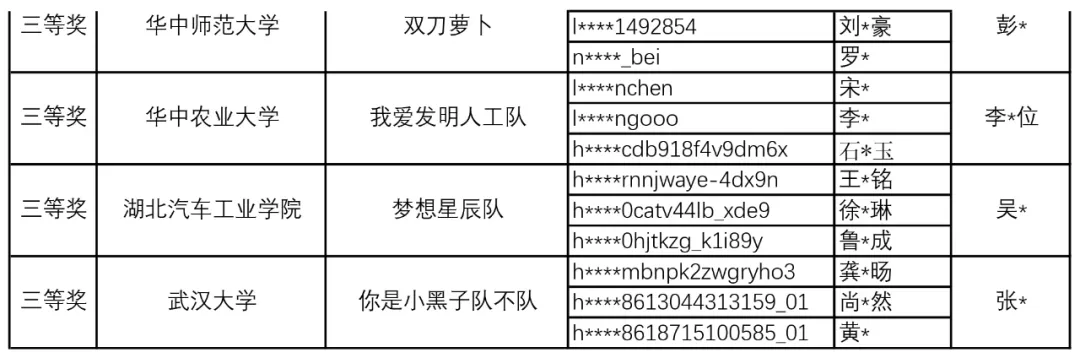 三等奖 华中师范大学 双刀萝卜 l****1492854 刘*豪 彭*
n****_bei 罗*
l****nchen 宋*
三等奖 华中农业大学 我爱发明人工队 l****ngooo 李* 李*位
h****cdb918f4v9dm6x 石*玉
h****rnnjwaye-4dx9n 王*铭
三等奖 湖北汽车工业学院 梦想星辰队 h****0catv44lb_xde9 徐*琳 吴*
h****0hjtkzg_k1i89y 鲁*成
h****mbnpk2zwgryho3 龚*旸
三等奖 武汉大学 你是小黑子队不队 h****8613044313159_01 尚*然 张*
h****8618715100585_01 黄*